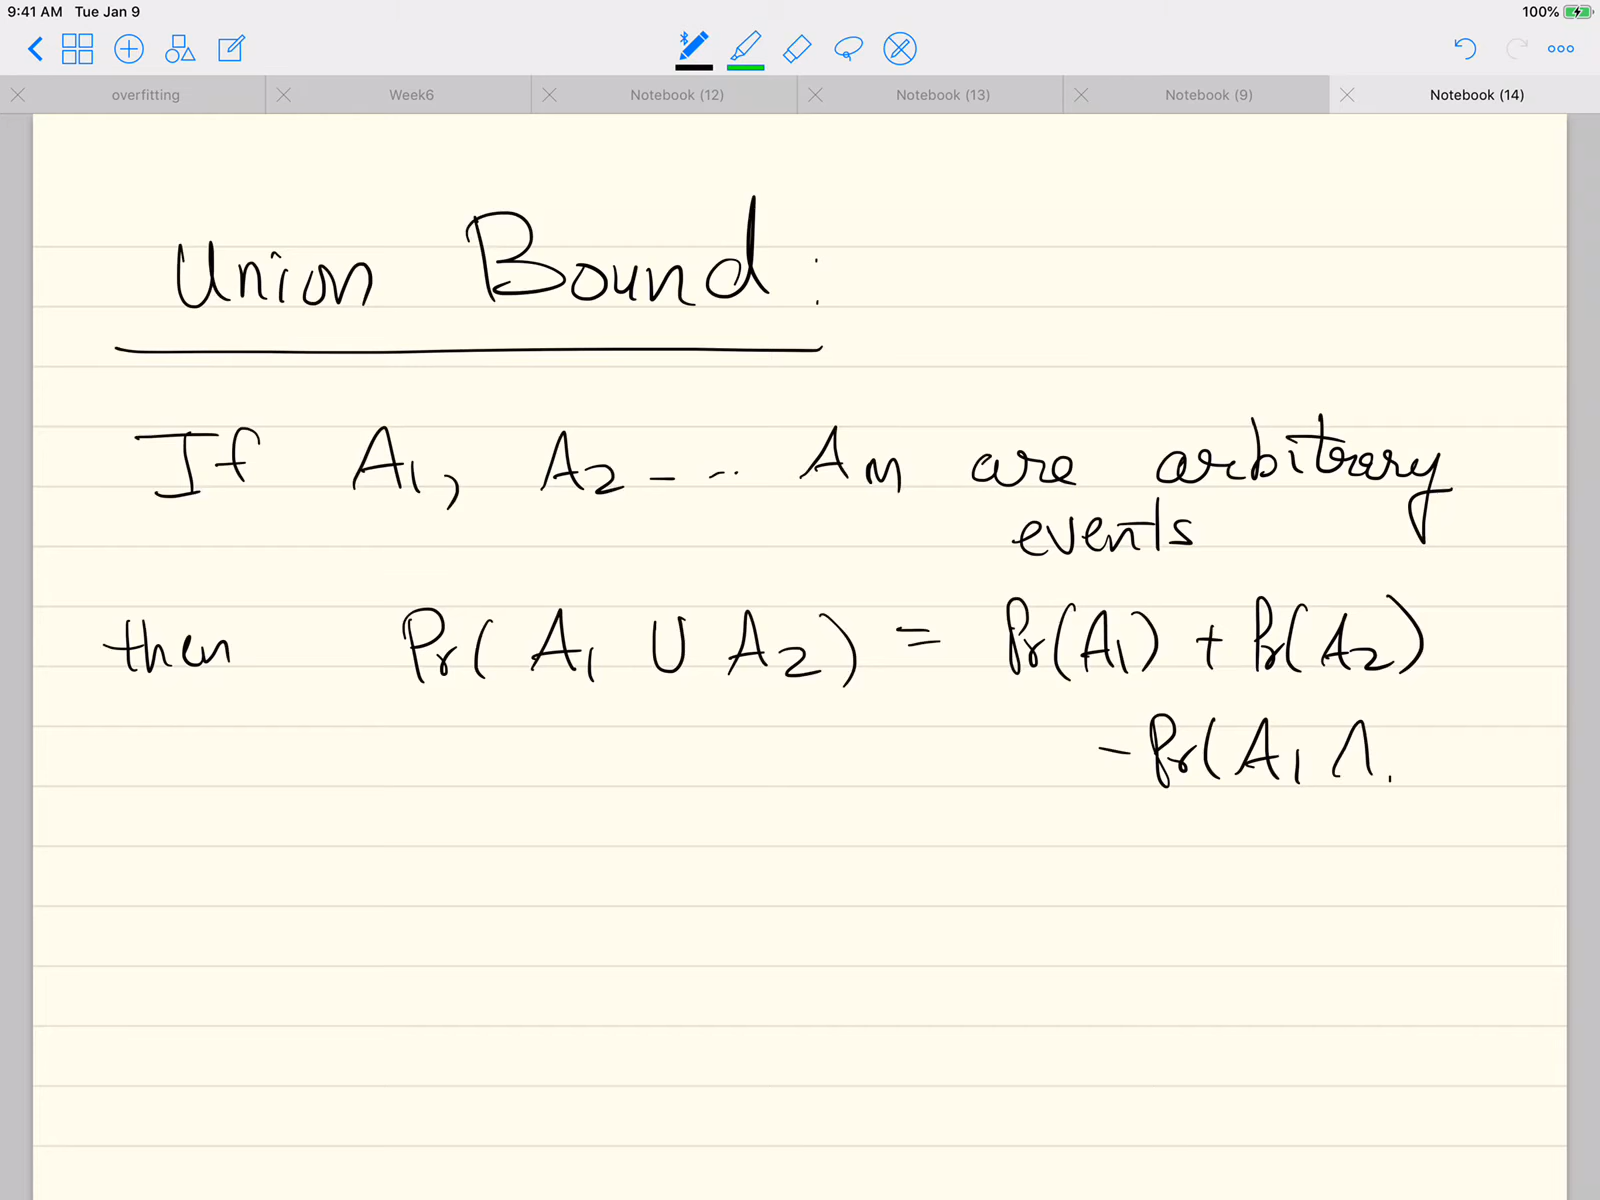 9:41 AM Tue Jan 9 100%
overfitting Week6 Notebook (12) Notebook (13) Notebook (9) Notebook (14)
Union Bound:
If A₁, A₂ - ... Aₘ are arbitrary
events
then Pr( A₁ ∪ A₂ ) = Pr(A₁) + Pr(A₂)
- Pr( A₁ ∩